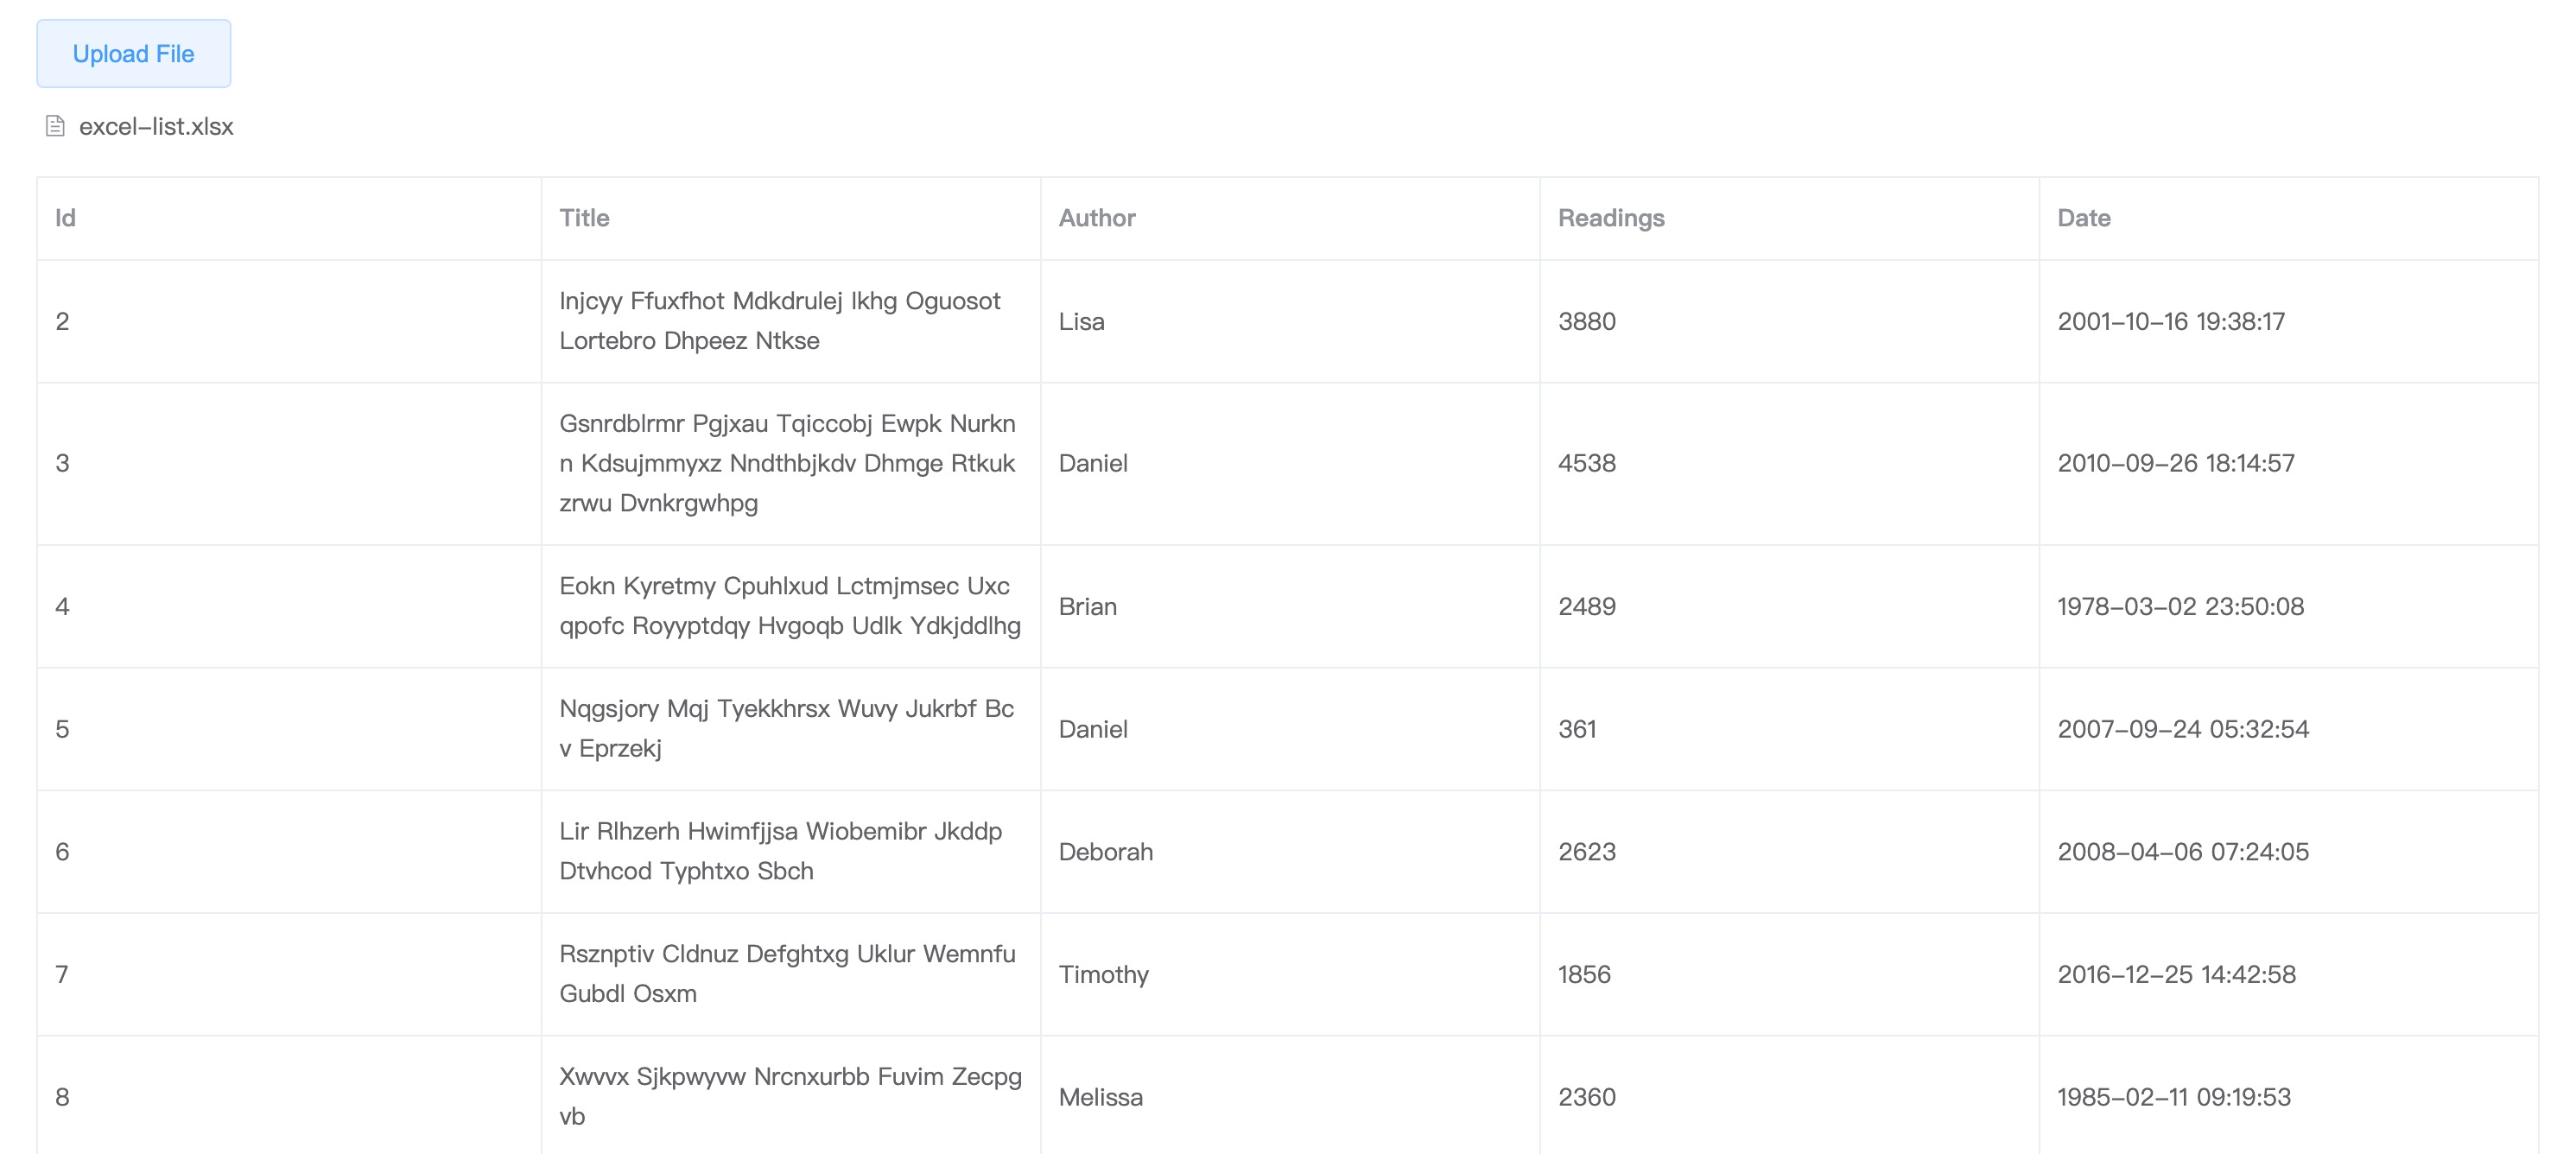 Upload File
excel-list.xlsx
Id Title Author Readings Date
2 Injcyy Ffuxfhot Mdkdrulej Ikhg Oguosot
Lortebro Dhpeez Ntkse Lisa 3880 2001-10-16 19:38:17
3 Gsnrdblrmr Pgjxau Tqiccobj Ewpk Nurkn
n Kdsujmmyxz Nndthbjkdv Dhmge Rtkuk
zrwu Dvnkrgwhpg Daniel 4538 2010-09-26 18:14:57
4 Eokn Kyretmy Cpuhlxud Lctmjmsec Uxc
qpofc Royyptdqy Hvgoqb Udlk Ydkjddlhg Brian 2489 1978-03-02 23:50:08
5 Nqgsjory Mqj Tyekkhrsx Wuvy Jukrbf Bc
v Eprzekj Daniel 361 2007-09-24 05:32:54
6 Lir Rlhzerh Hwimfjjsa Wiobemibr Jkddp
Dtvhcod Typhtxo Sbch Deborah 2623 2008-04-06 07:24:05
7 Rsznptiv Cldnuz Defghtxg Uklur Wemnfu
Gubdl Osxm Timothy 1856 2016-12-25 14:42:58
8 Xwvvx Sjkpwyvw Nrcnxurbb Fuvim Zecpg
vb Melissa 2360 1985-02-11 09:19:53